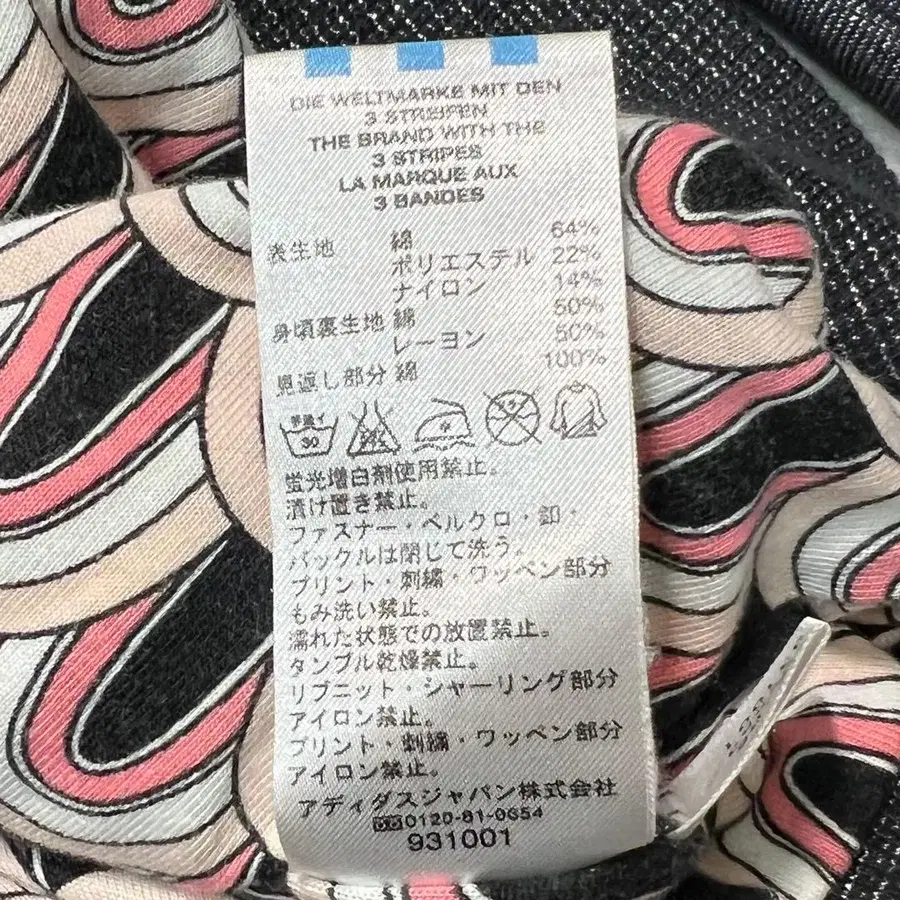 DIE WELTMARKE MIT DEN
3 STREIFEN
THE BRAND WITH THE
3 STRIPES
LA MARQUE AUX
3 BANDES
表生地 綿 64%
ポリエステル 22%
ナイロン 14%
身頃裏生地 綿 50%
レーヨン 50%
見返し部分 綿 100%
手洗イ
30
蛍光増白剤使用禁止。
漬け置き禁止。
ファスナー・ベルクロ・釦・
バックルは閉じて洗う。
プリント・刺繍・ワッペン部分
もみ洗い禁止。
濡れた状態での放置禁止。
タンブル乾燥禁止。
リブニット・シャーリング部分
アイロン禁止。
プリント・刺繍・ワッペン部分
アイロン禁止。
アディダスジャパン株式会社
0120-81-0654
931001